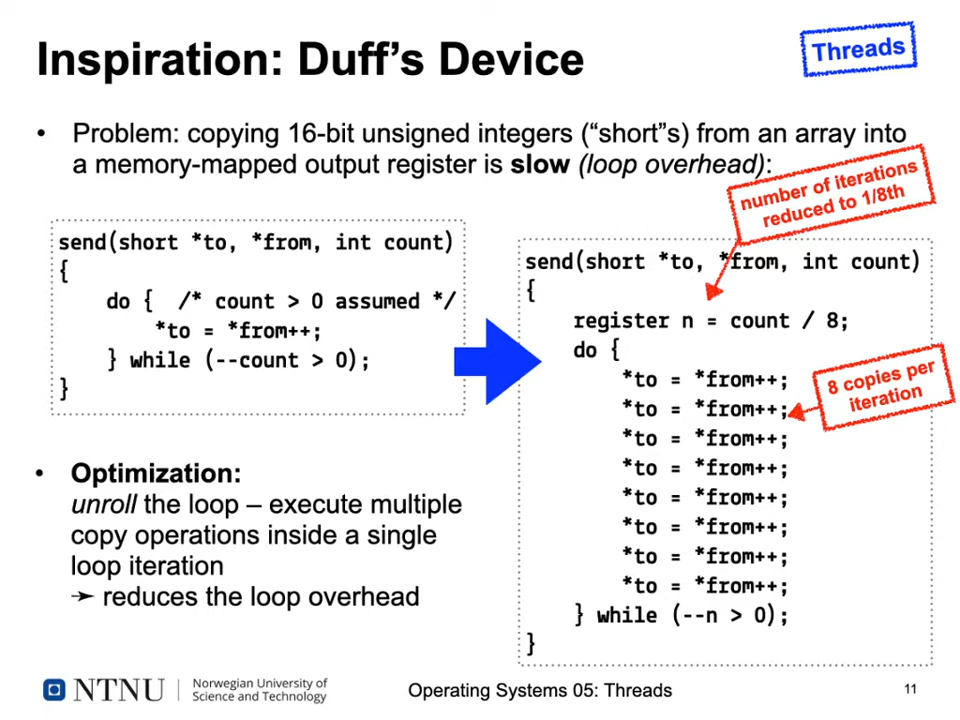 Inspiration: Duff's Device
Threads
• Problem: copying 16-bit unsigned integers (“short”s) from an array into
a memory-mapped output register is slow (loop overhead):
number of iterations
reduced to 1/8th
send(short *to, *from, int count)
{
do { /* count > 0 assumed */
*to = *from++;
} while (--count > 0);
}
send(short *to, *from, int count)
{
register n = count / 8;
do {
*to = *from++;
*to = *from++;
*to = *from++;
*to = *from++;
*to = *from++;
*to = *from++;
*to = *from++;
*to = *from++;
} while (--n > 0);
}
8 copies per
iteration
• Optimization:
unroll the loop – execute multiple
copy operations inside a single
loop iteration
➛ reduces the loop overhead
NTNU
Norwegian University of
Science and Technology
Operating Systems 05: Threads
11